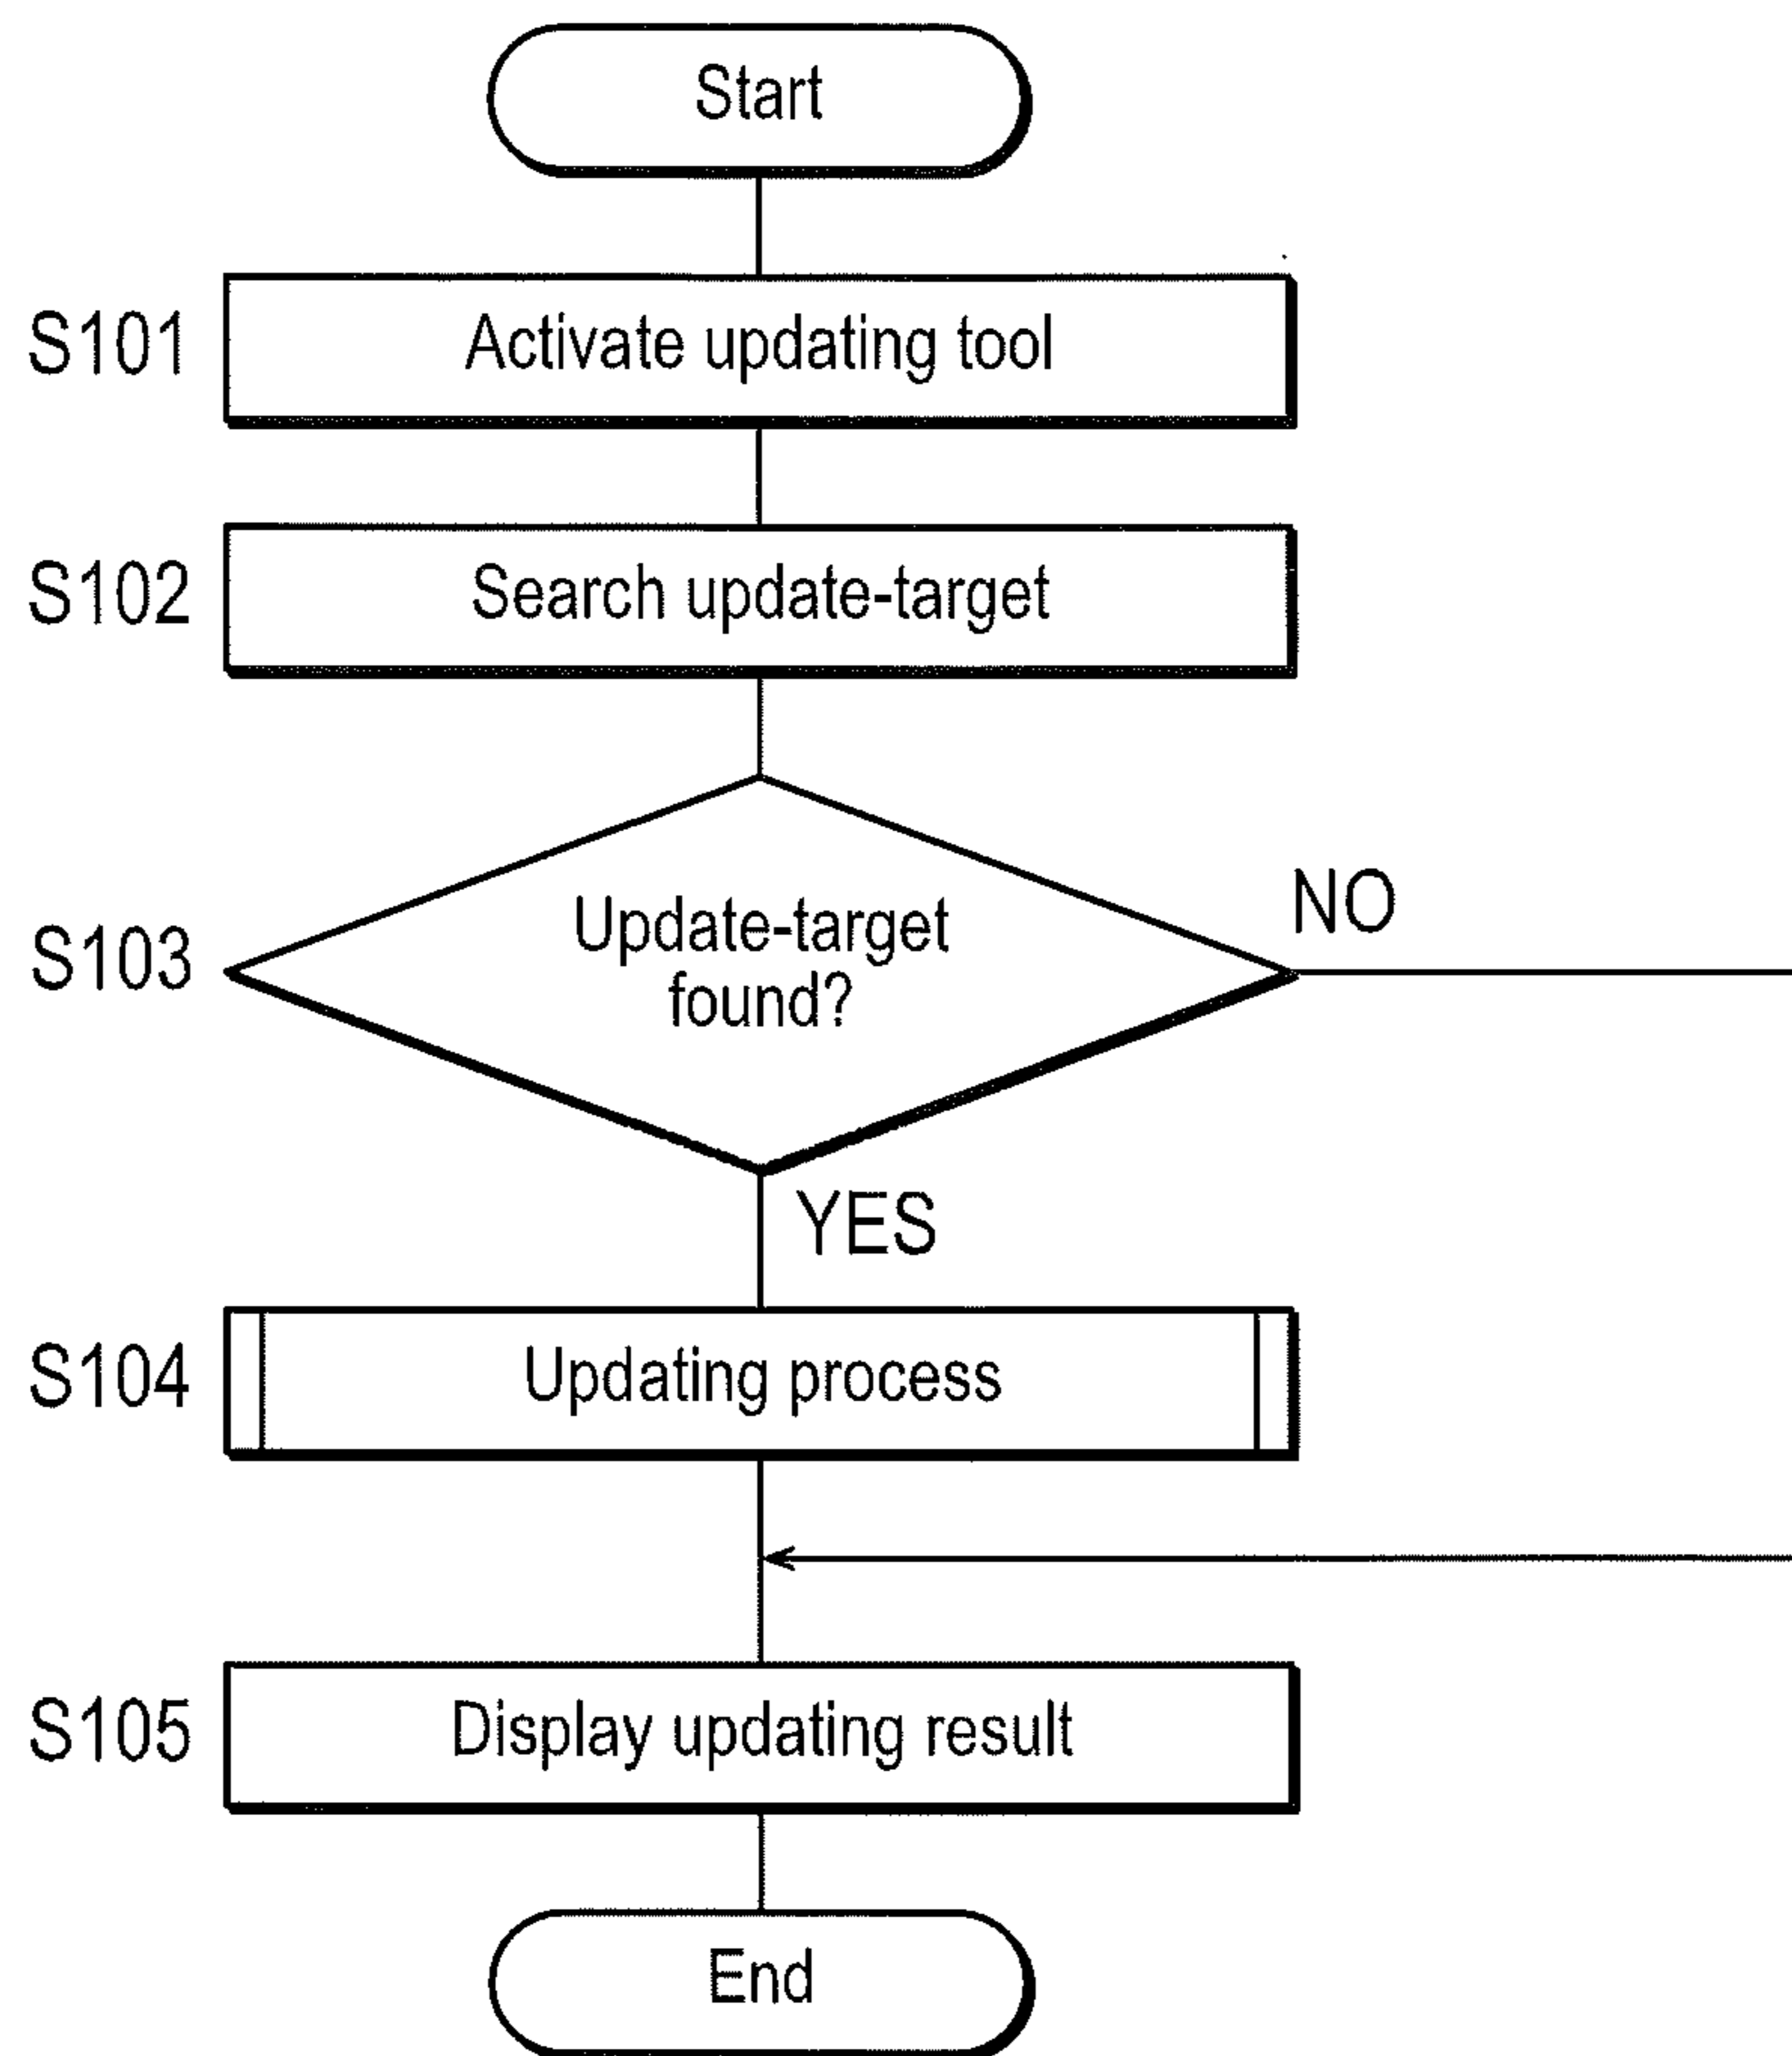 Start
S101
Activate updating tool
S102
Search update-target
S103
Update-target
found?
NO
YES
S104
Updating process
S105
Display updating result
End